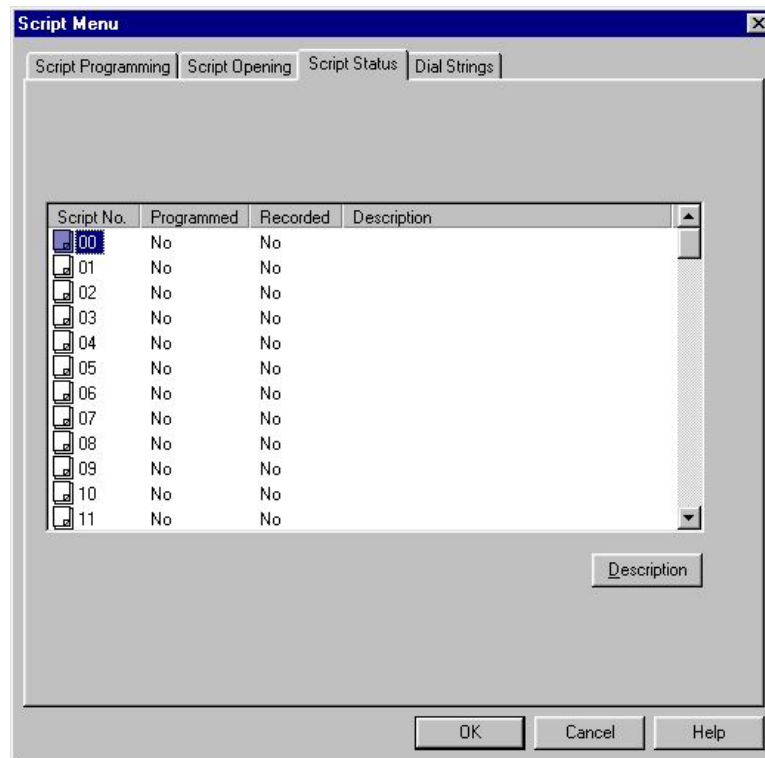 Script Menu
Script Programming Script Opening Script Status Dial Strings
Script No. Programmed Recorded Description
00 No No
01 No No
02 No No
03 No No
04 No No
05 No No
06 No No
07 No No
08 No No
09 No No
10 No No
11 No No
Description
OK Cancel Help